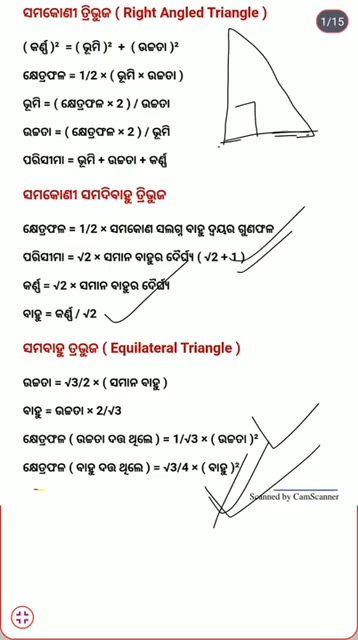 ସମକୋଣୀ ତ୍ରିଭୁଜ ( Right Angled Triangle )
1/15
( କର୍ଣ୍ଣ )² = ( ଭୂମି )² + ( ଉଚ୍ଚତା )²
କ୍ଷେତ୍ରଫଳ = 1/2 × ( ଭୂମି × ଉଚ୍ଚତା )
ଭୂମି = ( କ୍ଷେତ୍ରଫଳ × 2 ) / ଉଚ୍ଚତା
ଉଚ୍ଚତା = ( କ୍ଷେତ୍ରଫଳ × 2 ) / ଭୂମି
ପରିସୀମା = ଭୂମି + ଉଚ୍ଚତା + କର୍ଣ୍ଣ
ସମକୋଣୀ ସମଦିବାହୁ ତ୍ରିଭୁଜ
କ୍ଷେତ୍ରଫଳ = 1/2 × ସମକୋଣ ସଲଗ୍ନ ବାହୁ ଦ୍ୱୟର ଗୁଣଫଳ
ପରିସୀମା = √2 × ସମାନ ବାହୁର ଦୈର୍ଘ୍ୟ ( √2 + 1 )
କର୍ଣ୍ଣ = √2 × ସମାନ ବାହୁର ଦୈର୍ଘ୍ୟ
ବାହୁ = କର୍ଣ୍ଣ / √2
ସମବାହୁ ତ୍ରଭୁଜ ( Equilateral Triangle )
ଉଚ୍ଚତା = √3/2 × ( ସମାନ ବାହୁ )
ବାହୁ = ଉଚ୍ଚତା × 2/√3
କ୍ଷେତ୍ରଫଳ ( ଉଚ୍ଚତା ଦତ୍ତ ଥିଲେ ) = 1/√3 × ( ଉଚ୍ଚତା )²
କ୍ଷେତ୍ରଫଳ ( ବାହୁ ଦତ୍ତ ଥିଲେ ) = √3/4 × ( ବାହୁ )²
Scanned by CamScanner